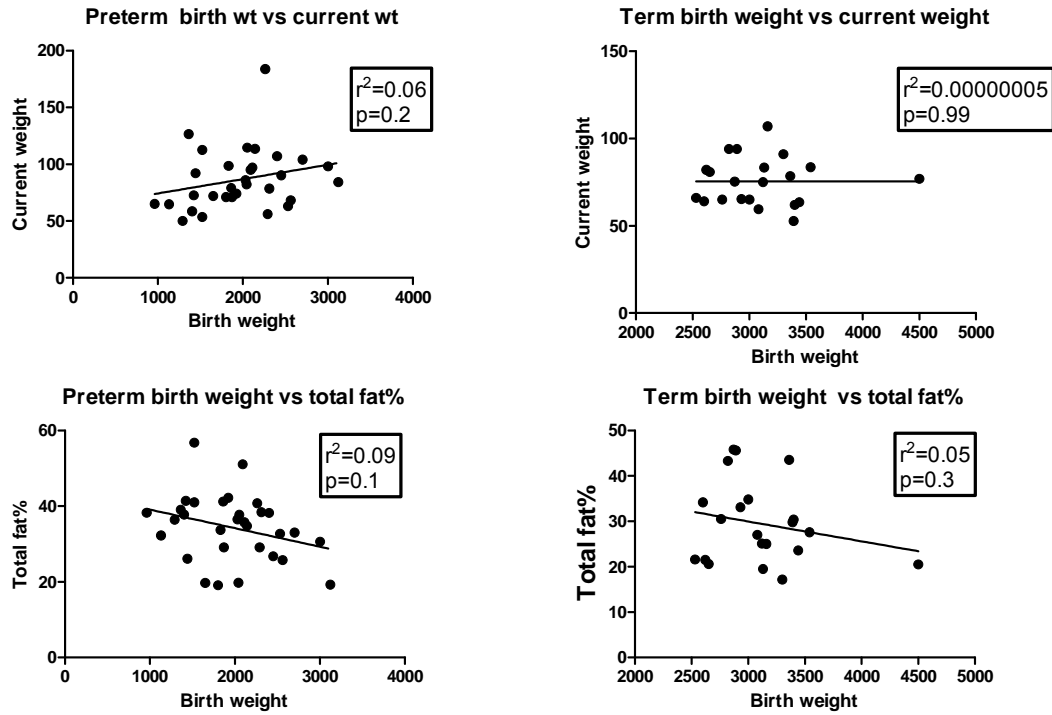 Preterm  birth wt vs current wt
200
150
100
50
0
Current weight
r²=0.06
p=0.2
0
1000
2000
3000
4000
Birth weight
Term birth weight vs current weight
150
100
50
0
Current weight
r²=0.00000005
p=0.99
2000
2500
3000
3500
4000
4500
5000
Birth weight
Preterm birth weight vs total fat%
60
40
20
0
Total fat%
r²=0.09
p=0.1
0
1000
2000
3000
4000
Birth weight
Term birth weight  vs total fat%
50
40
30
20
10
0
Total fat%
r²=0.05
p=0.3
2000
2500
3000
3500
4000
4500
5000
Birth weight